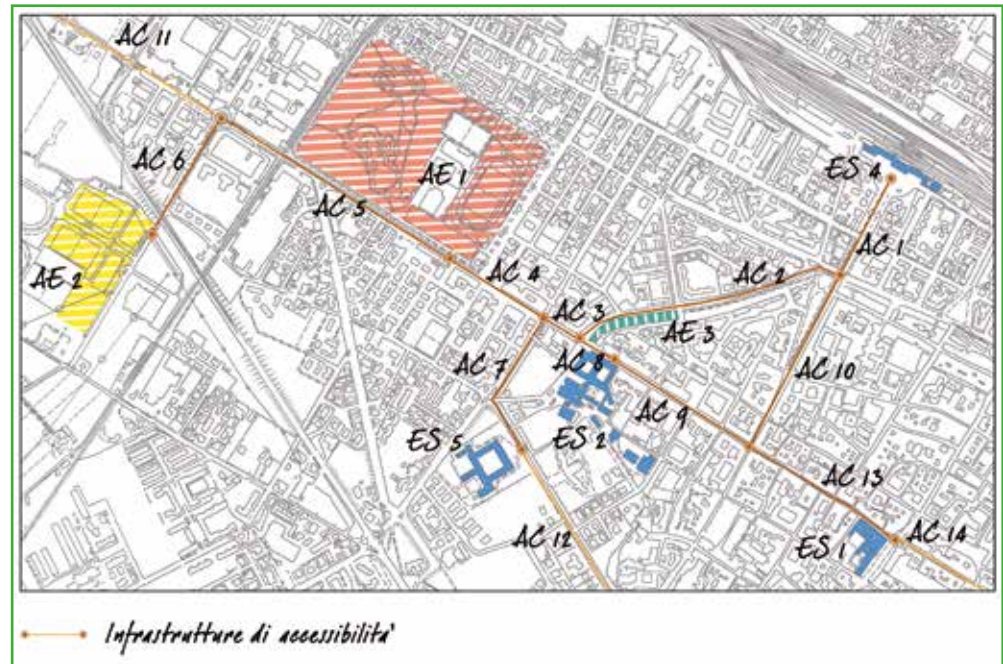 AC 11
AC 6
AE 1
ES 4
AC 5
AE 2
AC 1
AC 4
AC 2
AC 3
AE 3
AC 7
AC 8
AC 10
AC 9
ES 5
ES 2
AC 13
AC 12
ES 1
AC 14
Infrastrutture di accessibilita'